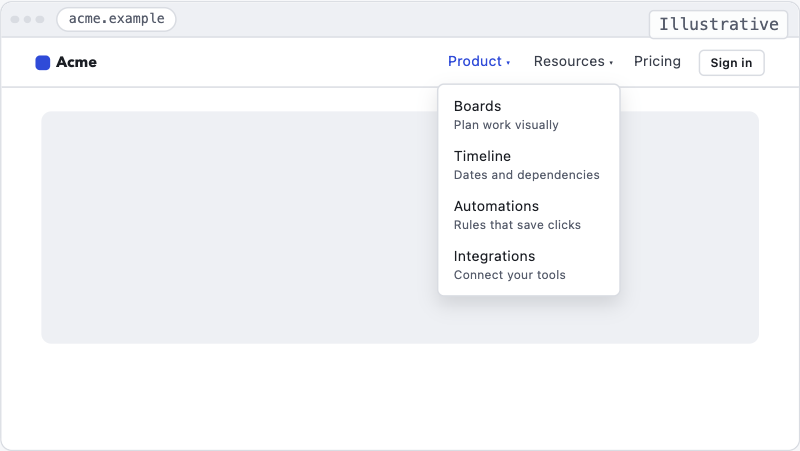 acme.example
Illustrative
Acme
Product ▾
Resources ▾
Pricing
Sign in
Boards
Plan work visually
Timeline
Dates and dependencies
Automations
Rules that save clicks
Integrations
Connect your tools